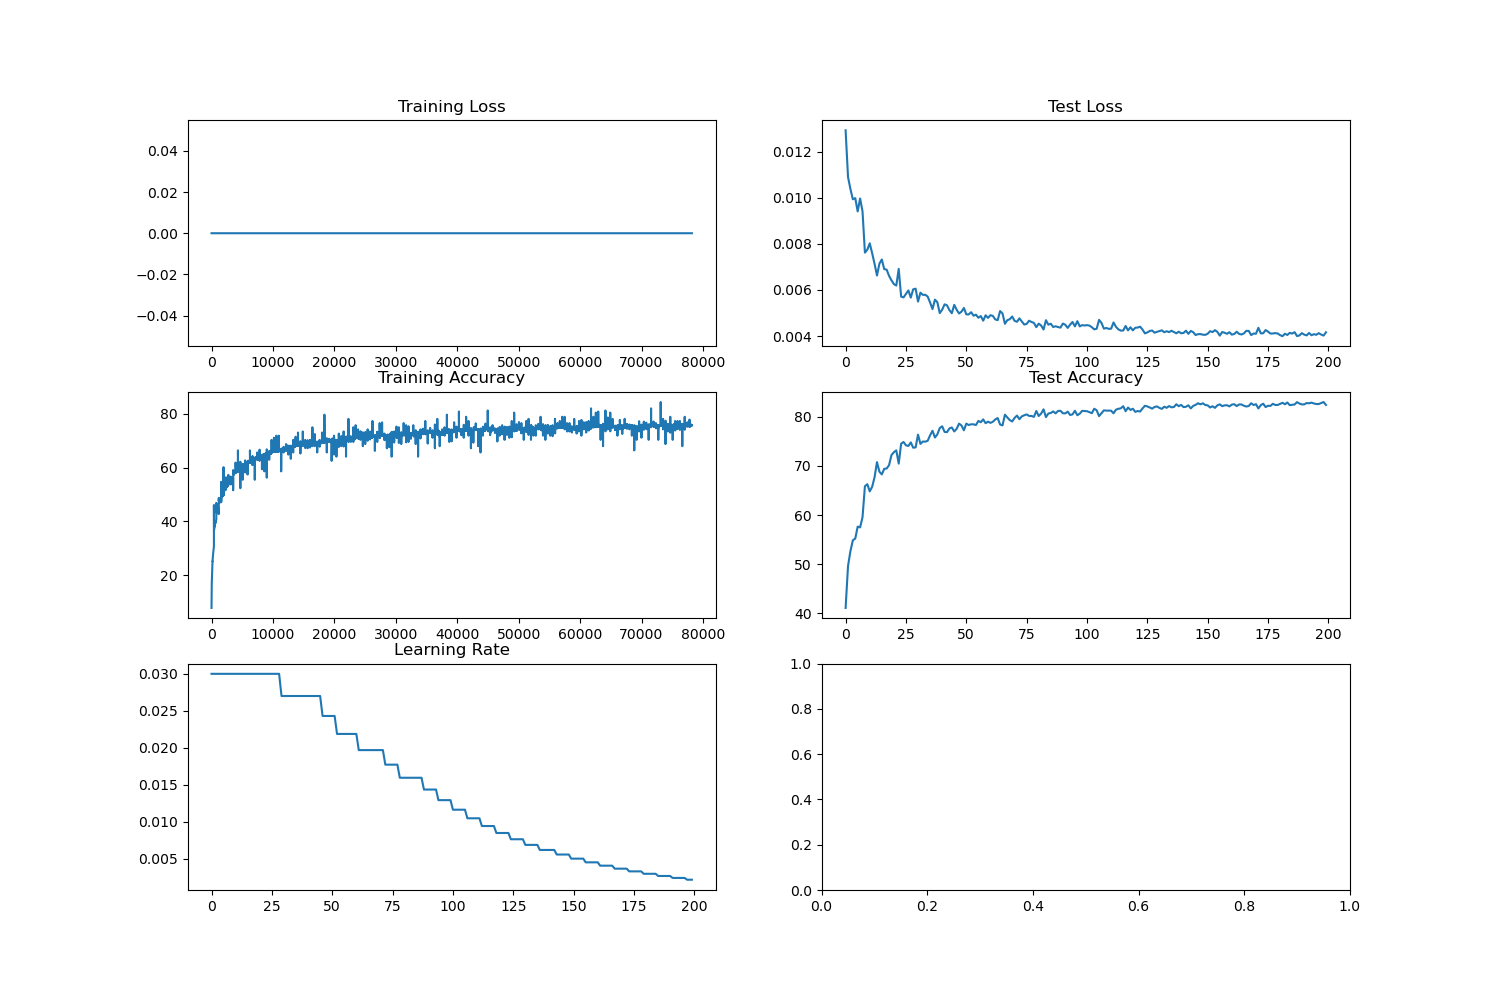 Training Loss
Test Loss
0.04
0.02
0.00
−0.02
−0.04
0 10000 20000 30000 40000 50000 60000 70000 80000
0.012
0.010
0.008
0.006
0.004
0 25 50 75 100 125 150 175 200
Training Accuracy
Test Accuracy
80
60
40
20
0 10000 20000 30000 40000 50000 60000 70000 80000
80
70
60
50
40
0 25 50 75 100 125 150 175 200
Learning Rate
0.030
0.025
0.020
0.015
0.010
0.005
0 25 50 75 100 125 150 175 200
1.0
0.8
0.6
0.4
0.2
0.0
0.0 0.2 0.4 0.6 0.8 1.0